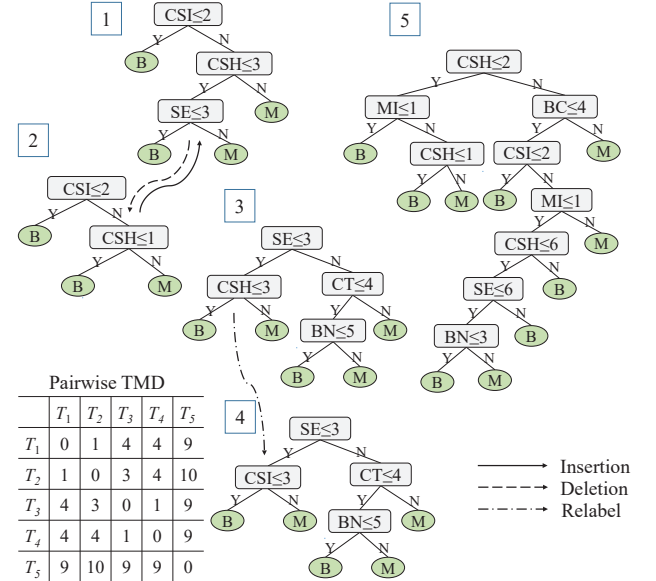 1
CSI≤2
Y N
B CSH≤3
Y N
SE≤3 M
Y N
B M
2
CSI≤2
Y N
B CSH≤1
Y N
B M
3
SE≤3
Y N
CSH≤3 CT≤4
Y N Y N
B M BN≤5 M
Y N
B M
4
SE≤3
Y N
CSI≤3 CT≤4
Y N Y N
B M BN≤5 M
Y N
B M
5
CSH≤2
Y N
MI≤1 BC≤4
Y N Y N
B CSH≤1 CSI≤2 M
Y N Y N
B M B MI≤1
Y N
CSH≤6 M
Y N
SE≤6 B
Y N
BN≤3 B
Y N
B M
Pairwise TMD
T1 T2 T3 T4 T5
T1 0 1 4 4 9
T2 1 0 3 4 10
T3 4 3 0 1 9
T4 4 4 1 0 9
T5 9 10 9 9 0
Insertion
Deletion
Relabel